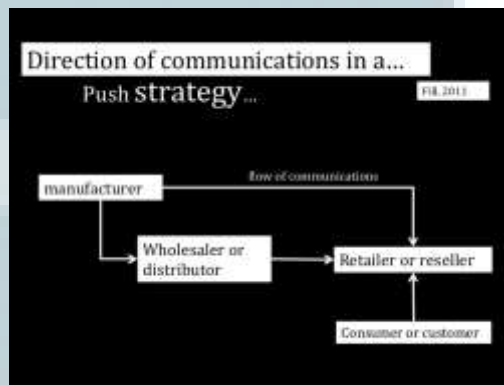 Direction of communications in a...
Push strategy...
Fill, 2011
flow of communications
manufacturer
Wholesaler or
distributor
Retailer or reseller
Consumer or customer